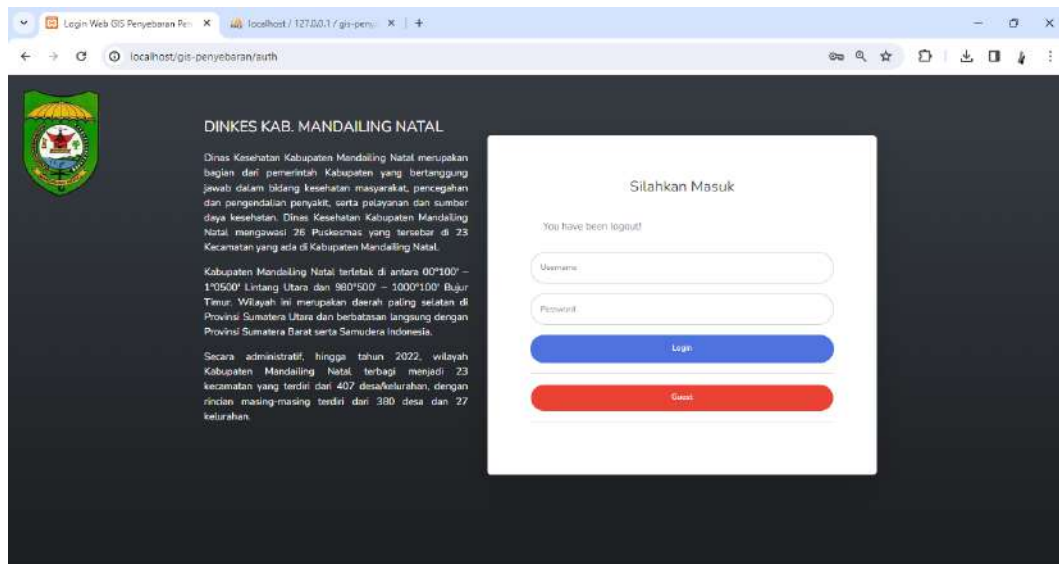 Login Web GIS Penyebaran Pen
localhost / 127.0.0.1 / gis-peny
localhost/gis-penyebaran/auth
DINKES KAB. MANDAILING NATAL
Dinas Kesehatan Kabupaten Mandailing Natal merupakan
bagian dari pemerintah Kabupaten yang bertanggung
jawab dalam bidang kesehatan masyarakat, pencegahan
dan pengendalian penyakit, serta pelayanan dan sumber
daya kesehatan. Dinas Kesehatan Kabupaten Mandailing
Natal mengawasi 26 Puskesmas yang tersebar di 23
Kecamatan yang ada di Kabupaten Mandailing Natal.
Kabupaten Mandailing Natal terletak di antara 00°100' –
1°0500' Lintang Utara dan 980°500' – 1000°100' Bujur
Timur. Wilayah ini merupakan daerah paling selatan di
Provinsi Sumatera Utara dan berbatasan langsung dengan
Provinsi Sumatera Barat serta Samudera Indonesia.
Secara administratif, hingga tahun 2022, wilayah
Kabupaten Mandailing Natal terbagi menjadi 23
kecamatan yang terdiri dari 407 desa/kelurahan, dengan
rincian masing-masing terdiri dari 380 desa dan 27
kelurahan.
Silahkan Masuk
You have been logout!
Username
Password
Login
Guest